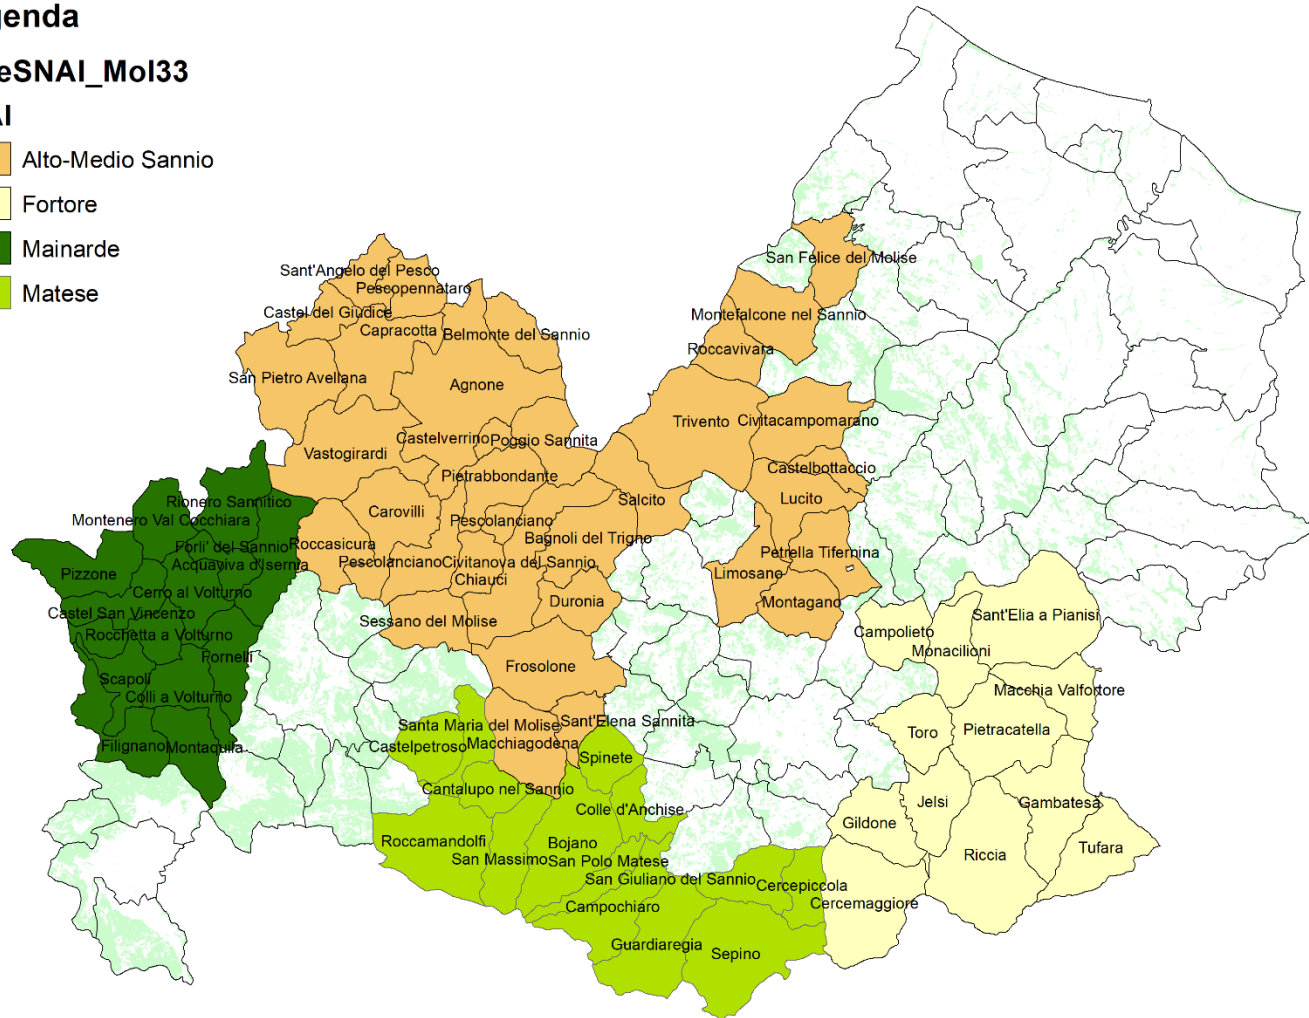 genda
eSNAI_Mol33
AI
Alto-Medio Sannio
Fortore
Mainarde
Matese
San Felice del Molise
Sant'Angelo del Pesco
Pescopennataro
Castel del Giudice
Montefalcone nel Sannio
Capracotta
Belmonte del Sannio
Roccavivara
San Pietro Avellana
Agnone
Trivento
Civitacampomarano
Castelverrino
Poggio Sannita
Vastogirardi
Castelbottaccio
Pietrabbondante
Rionero Sannitico
Salcito
Lucito
Carovilli
Montenero Val Cocchiara
Pescolanciano
Bagnoli del Trigno
Forli' del Sannio
Roccasicura
Petrella Tifernina
Acquaviva d'Isernia
Pescolanciano
Civitanova del Sannio
Pizzone
Chiauci
Limosano
Cerro al Volturno
Duronia
Montagano
Castel San Vincenzo
Sant'Elia a Pianisi
Sessano del Molise
Rocchetta a Volturno
Campolieto
Monacilioni
Fornelli
Frosolone
Scapoli
Macchia Valfortore
Colli a Volturno
Santa Maria del Molise
Sant'Elena Sannita
Toro
Pietracatella
Filignano
Montaquila
Castelpetroso
Macchiagodena
Spinete
Cantalupo nel Sannio
Jelsi
Gambatesa
Colle d'Anchise
Gildone
Roccamandolfi
Bojano
Tufara
San Massimo
San Polo Matese
Riccia
San Giuliano del Sannio
Cercepiccola
Campochiaro
Cercemaggiore
Guardiaregia
Sepino